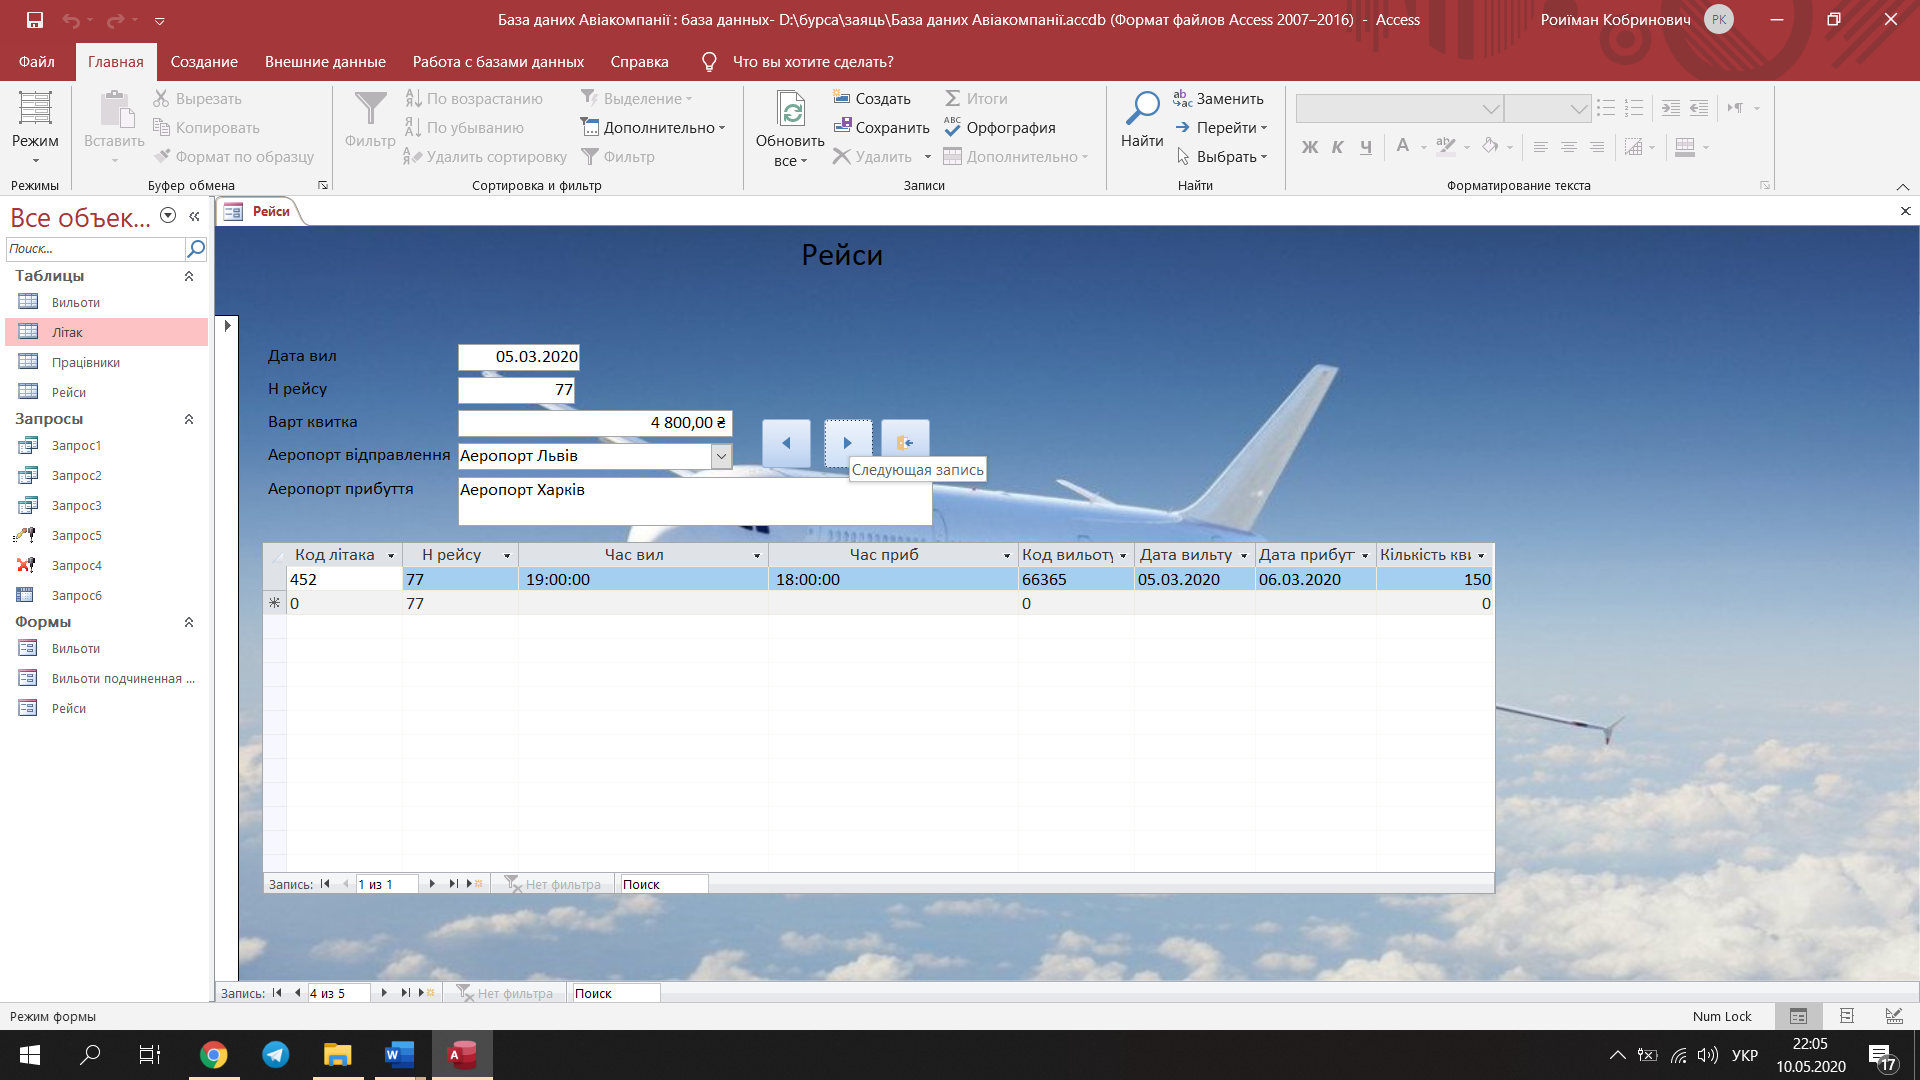 База даних Авіакомпанії : база данных- D:\бурса\заяць\База даних Авіакомпанії.accdb (Формат файлов Access 2007–2016) - Access
Роиїман Кобринович
РК
Файл Главная Создание Внешние данные Работа с базами данных Справка Что вы хотите сделать?
Режим
Режимы
Вставить
Вырезать
Копировать
Формат по образцу
Буфер обмена
Фильтр
По возрастанию
По убыванию
Удалить сортировку
Выделение
Дополнительно
Фильтр
Сортировка и фильтр
Обновить
все
Создать
Сохранить
Удалить
Итоги
Орфография
Дополнительно
Записи
Найти
Заменить
Перейти
Выбрать
Найти
Ж К Ч
Форматирование текста
Все объек...
Поиск...
Таблицы
Вильоти
Літак
Працівники
Рейси
Запросы
Запрос1
Запрос2
Запрос3
Запрос5
Запрос4
Запрос6
Формы
Вильоти
Вильоти подчиненная ...
Рейси
Рейси
Рейси
Дата вил 05.03.2020
Н рейсу 77
Варт квитка 4 800,00 ₴
Аеропорт відправлення Аеропорт Львів
Аеропорт прибуття Аеропорт Харків
Следующая запись
Код літака Н рейсу Час вил Час приб Код вильоту Дата вильту Дата прибут Кількість кви
452 77 19:00:00 18:00:00 66365 05.03.2020 06.03.2020 150
0 77 0 0
Запись: 1 из 1 Нет фильтра Поиск
Запись: 4 из 5 Нет фильтра Поиск
Режим формы
Num Lock
УКР
22:05
10.05.2020
17